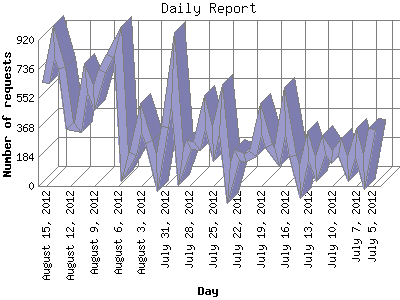 Daily Report
Number of requests
920
736
552
368
184
0
August 15, 2012
August 12, 2012
August 9, 2012
August 6, 2012
August 3, 2012
July 31, 2012
July 28, 2012
July 25, 2012
July 22, 2012
July 19, 2012
July 16, 2012
July 13, 2012
July 10, 2012
July 7, 2012
July 5, 2012
Day